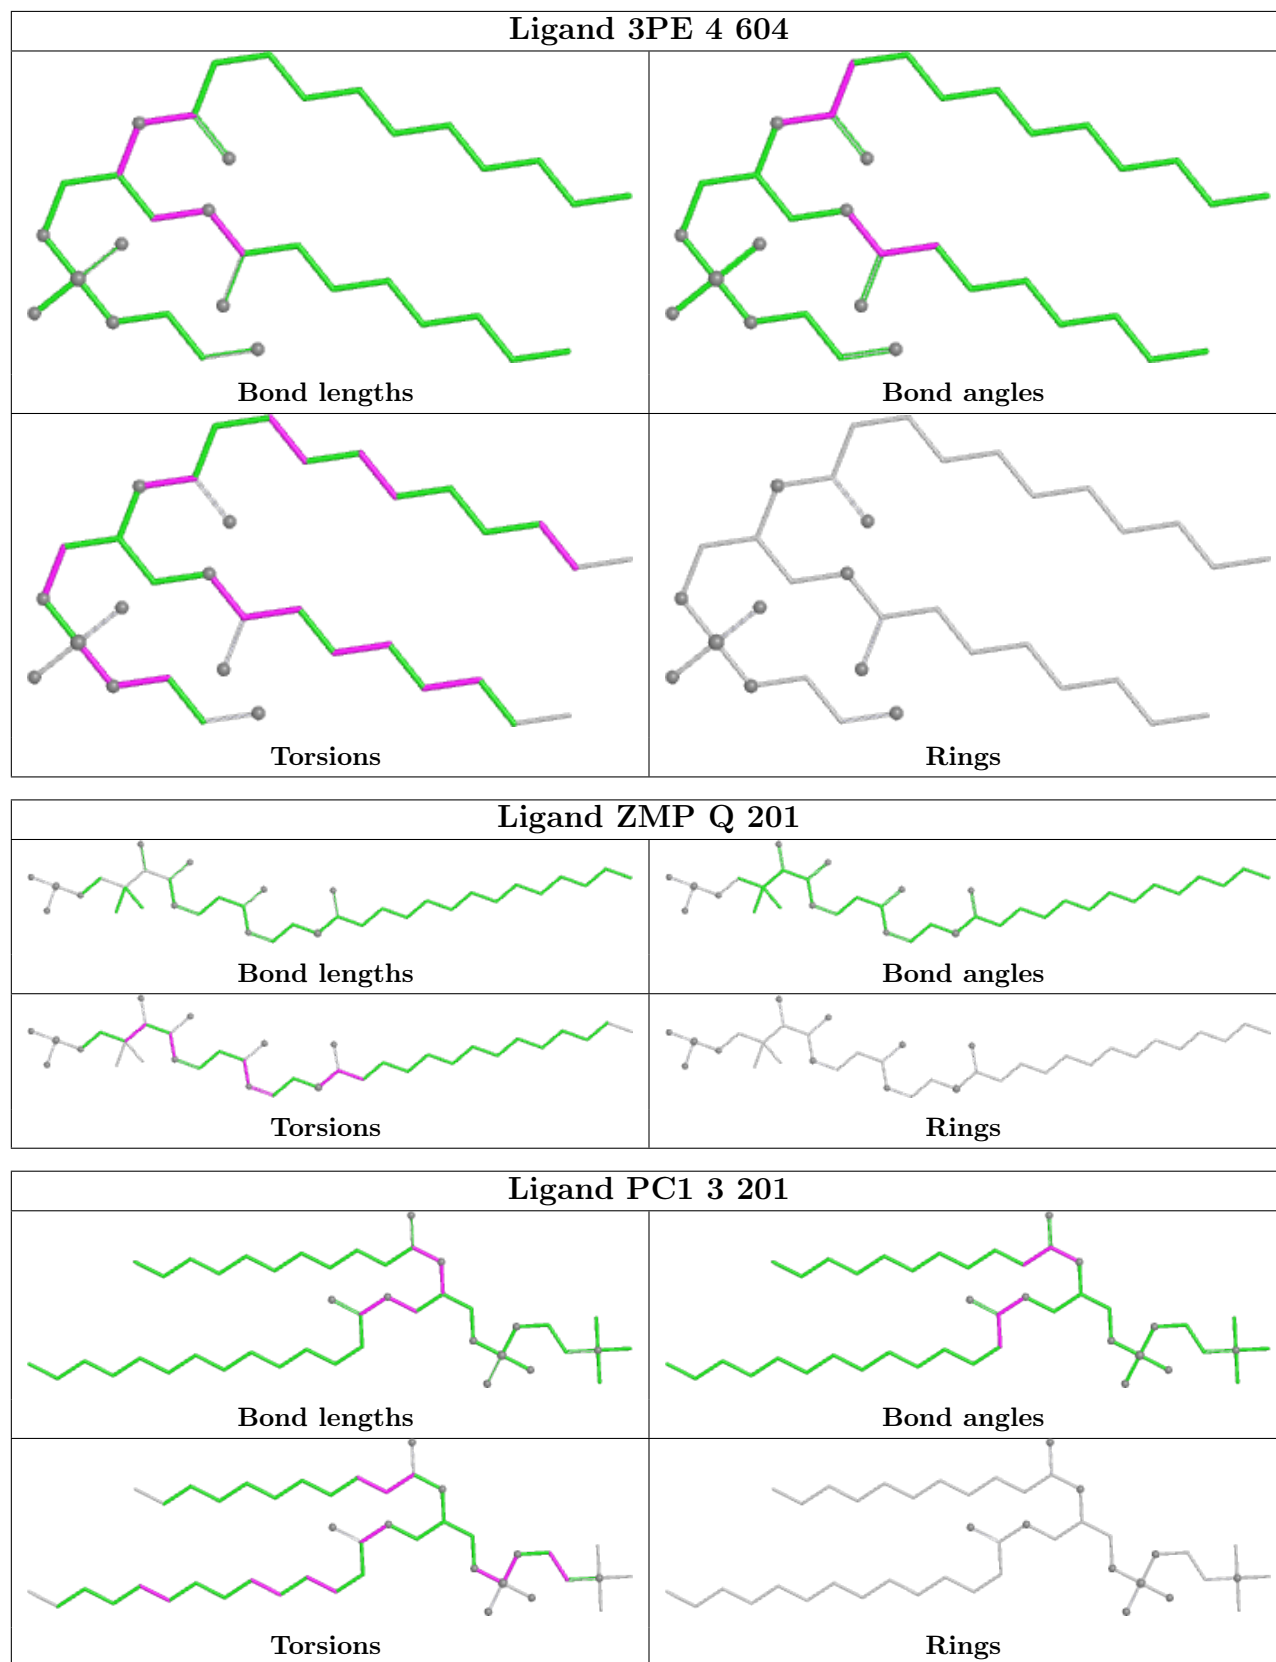 Ligand 3PE 4 604
Bond lengths
Bond angles
Torsions
Rings
Ligand ZMP Q 201
Bond lengths
Bond angles
Torsions
Rings
Ligand PC1 3 201
Bond lengths
Bond angles
Torsions
Rings